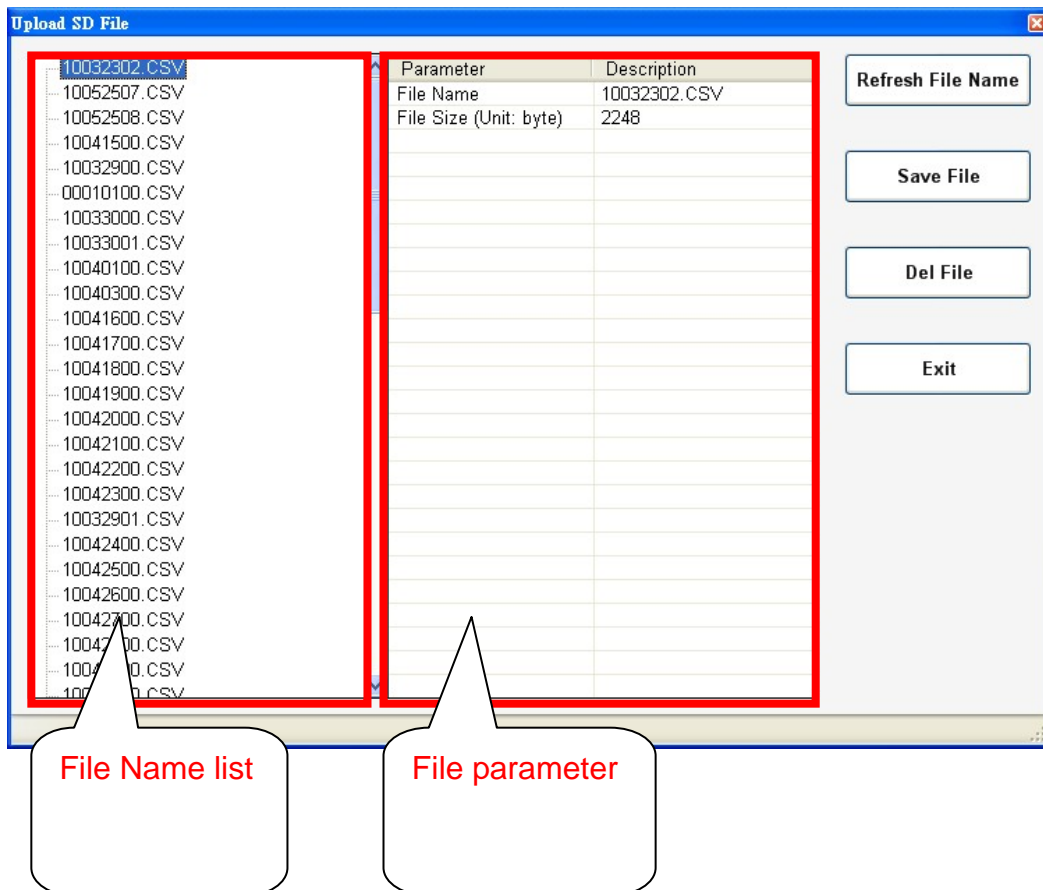 Upload SD File
10032302.CSV
10052507.CSV
10052508.CSV
10041500.CSV
10032900.CSV
00010100.CSV
10033000.CSV
10033001.CSV
10040100.CSV
10040300.CSV
10041600.CSV
10041700.CSV
10041800.CSV
10041900.CSV
10042000.CSV
10042100.CSV
10042200.CSV
10042300.CSV
10032901.CSV
10042400.CSV
10042500.CSV
10042600.CSV
10042700.CSV
Parameter Description
File Name 10032302.CSV
File Size (Unit: byte) 2248
Refresh File Name
Save File
Del File
Exit
File Name list
File parameter